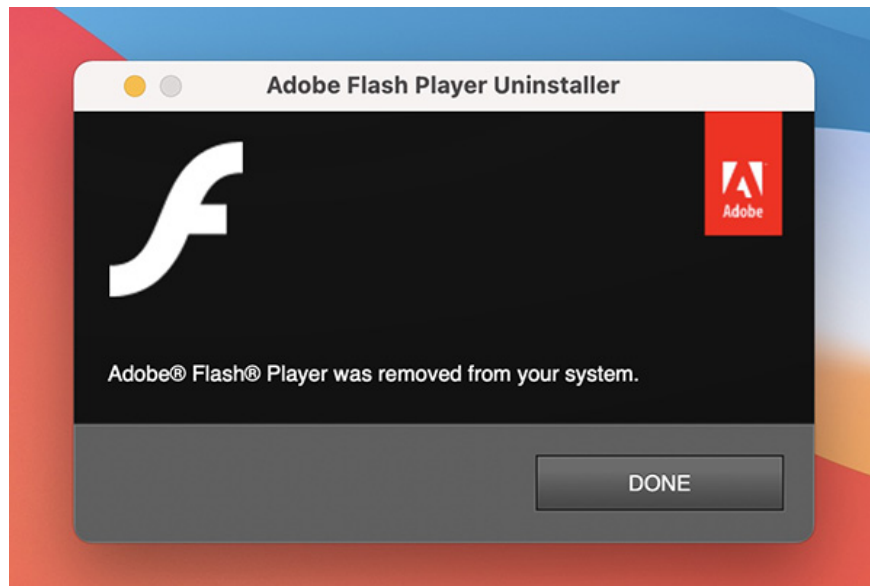 Adobe Flash Player Uninstaller
Adobe
Adobe® Flash® Player was removed from your system.
DONE